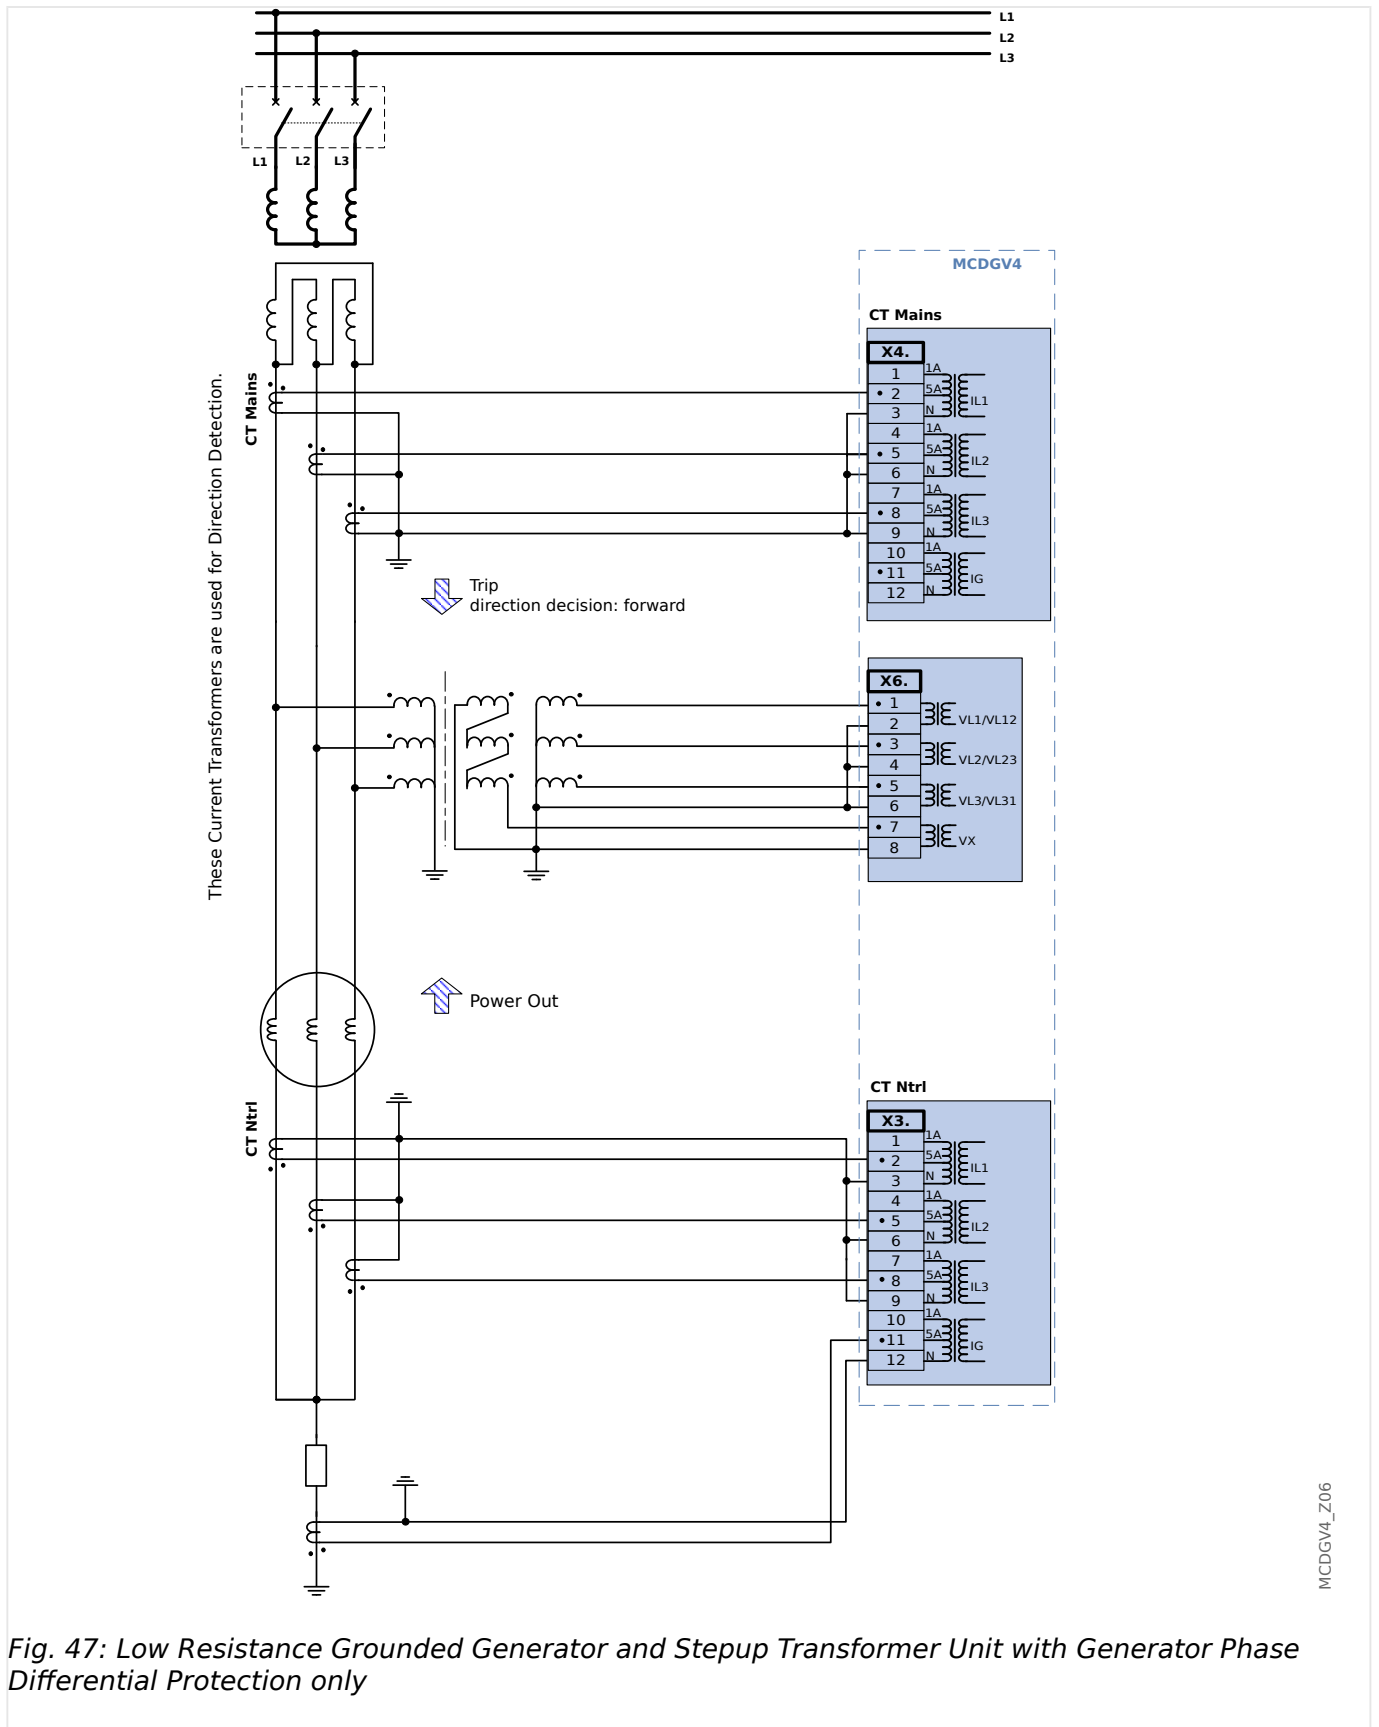 L1
L2
L3
L1 L2 L3
MCDGV4
CT Mains
X4.
1 1A
2 5A IL1
3 N
4 1A
5 5A IL2
6 N
7 1A
8 5A IL3
9 N
10 1A
11 5A IG
12 N
CT Mains
These Current Transformers are used for Direction Detection.
Trip
direction decision: forward
X6.
1
2 VL1/VL12
3
4 VL2/VL23
5
6 VL3/VL31
7
8 VX
Power Out
CT Ntrl
CT Ntrl
X3.
1 1A
2 5A IL1
3 N
4 1A
5 5A IL2
6 N
7 1A
8 5A IL3
9 N
10 1A
11 5A IG
12 N
MCDGV4_Z06
Fig. 47: Low Resistance Grounded Generator and Stepup Transformer Unit with Generator Phase
Differential Protection only